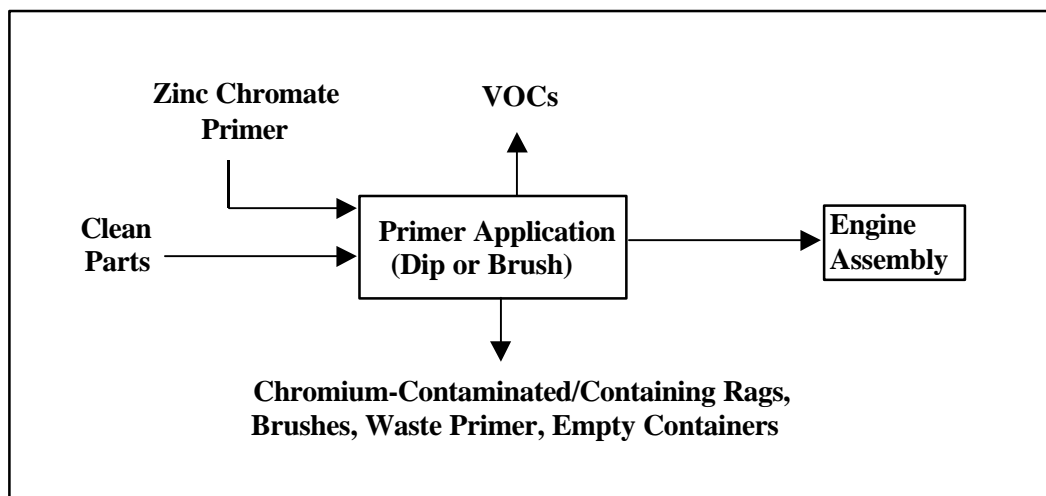 Zinc Chromate
Primer
VOCs
Clean
Parts
Primer Application
(Dip or Brush)
Engine
Assembly
Chromium-Contaminated/Containing Rags,
Brushes, Waste Primer, Empty Containers